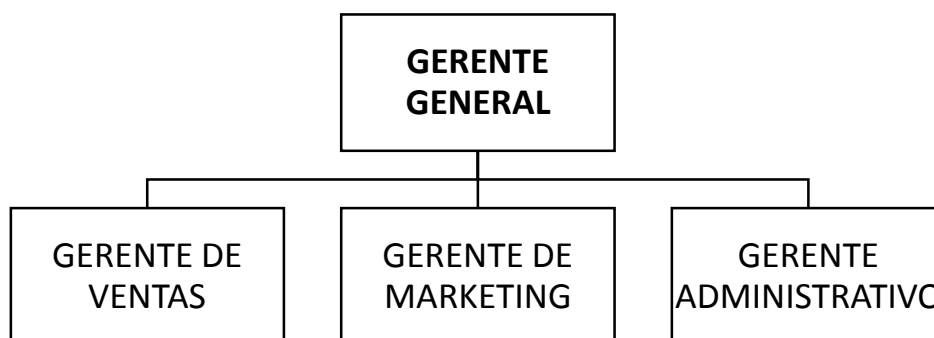 GERENTE
GENERAL
GERENTE DE
VENTAS
GERENTE DE
MARKETING
GERENTE
ADMINISTRATIVO